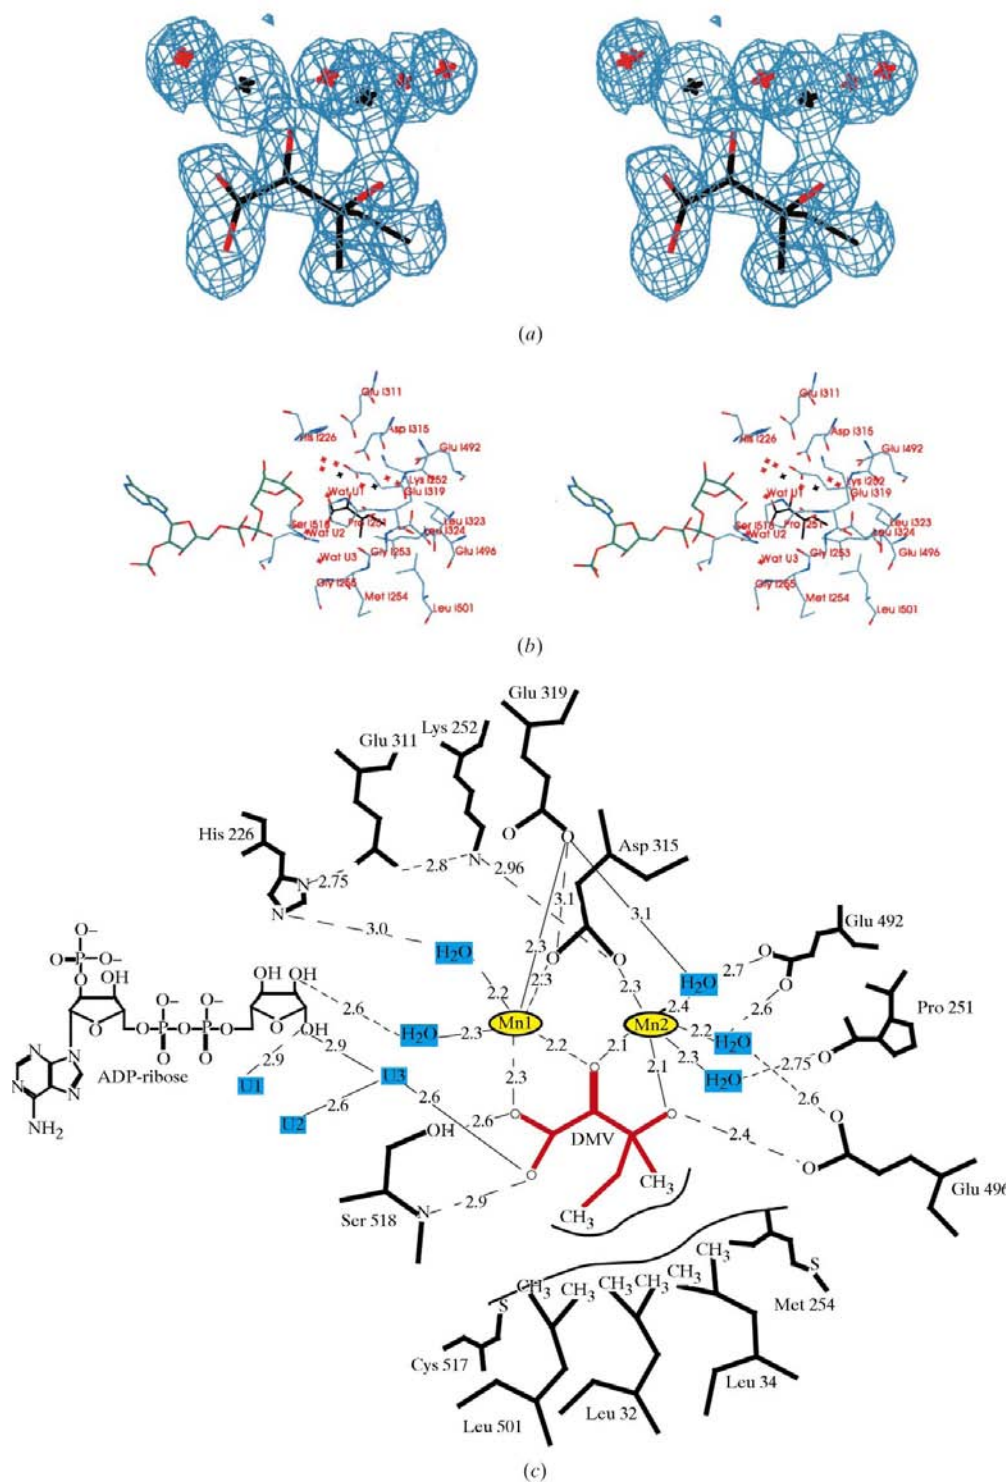 (a)
Glu I311
His I226
Asp I315
Glu I492
Lys I252
Wat U1
Glu I319
Ser I518
Pro I251
Wat U2
Leu I323
Leu I324
Wat U3
Gly I253
Glu I496
Gly I255
Met I254
Leu I501
Glu I311
His I226
Asp I315
Glu I492
Lys I252
Wat U1
Glu I319
Ser I518
Pro I251
Wat U2
Leu I323
Leu I324
Wat U3
Gly I253
Glu I496
Gly I255
Met I254
Leu I501
(b)
Glu 319
Lys 252
Glu 311
His 226
Asp 315
O
O
N
N
N
2.75
2.8
2.96
3.1
3.1
3.0
2.3
2.3
O
O
2.3
Glu 492
O
O
2.7
2.6
H2O
H2O
2.4
2.2
Pro 251
O–
O–
P
O
O
OH
O–
O–
OH
OH
O
O
P
O
P
O
O
O
O
O
OH
ADP-ribose
N
N
N
N
NH2
2.6
H2O
2.3
Mn1
Mn2
2.2
H2O
2.3
H2O
2.75
O
2.9
2.9
U1
U3
U2
2.6
2.6
2.2
2.1
2.1
2.3
O
O
O
O
2.6
OH
DMV
CH3
CH3
2.4
2.6
O
O
Glu 496
Ser 518
N
2.9
S
CH3
CH3
CH3
CH3
CH3
CH3
S
Met 254
Cys 517
Leu 501
Leu 32
Leu 34
(c)